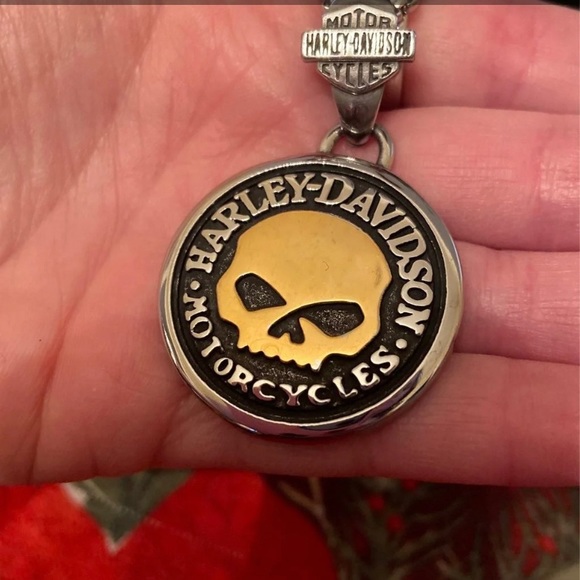 MOTOR
HARLEY-DAVIDSON
CYCLES
HARLEY-DAVIDSON
• MOTORCYCLES •